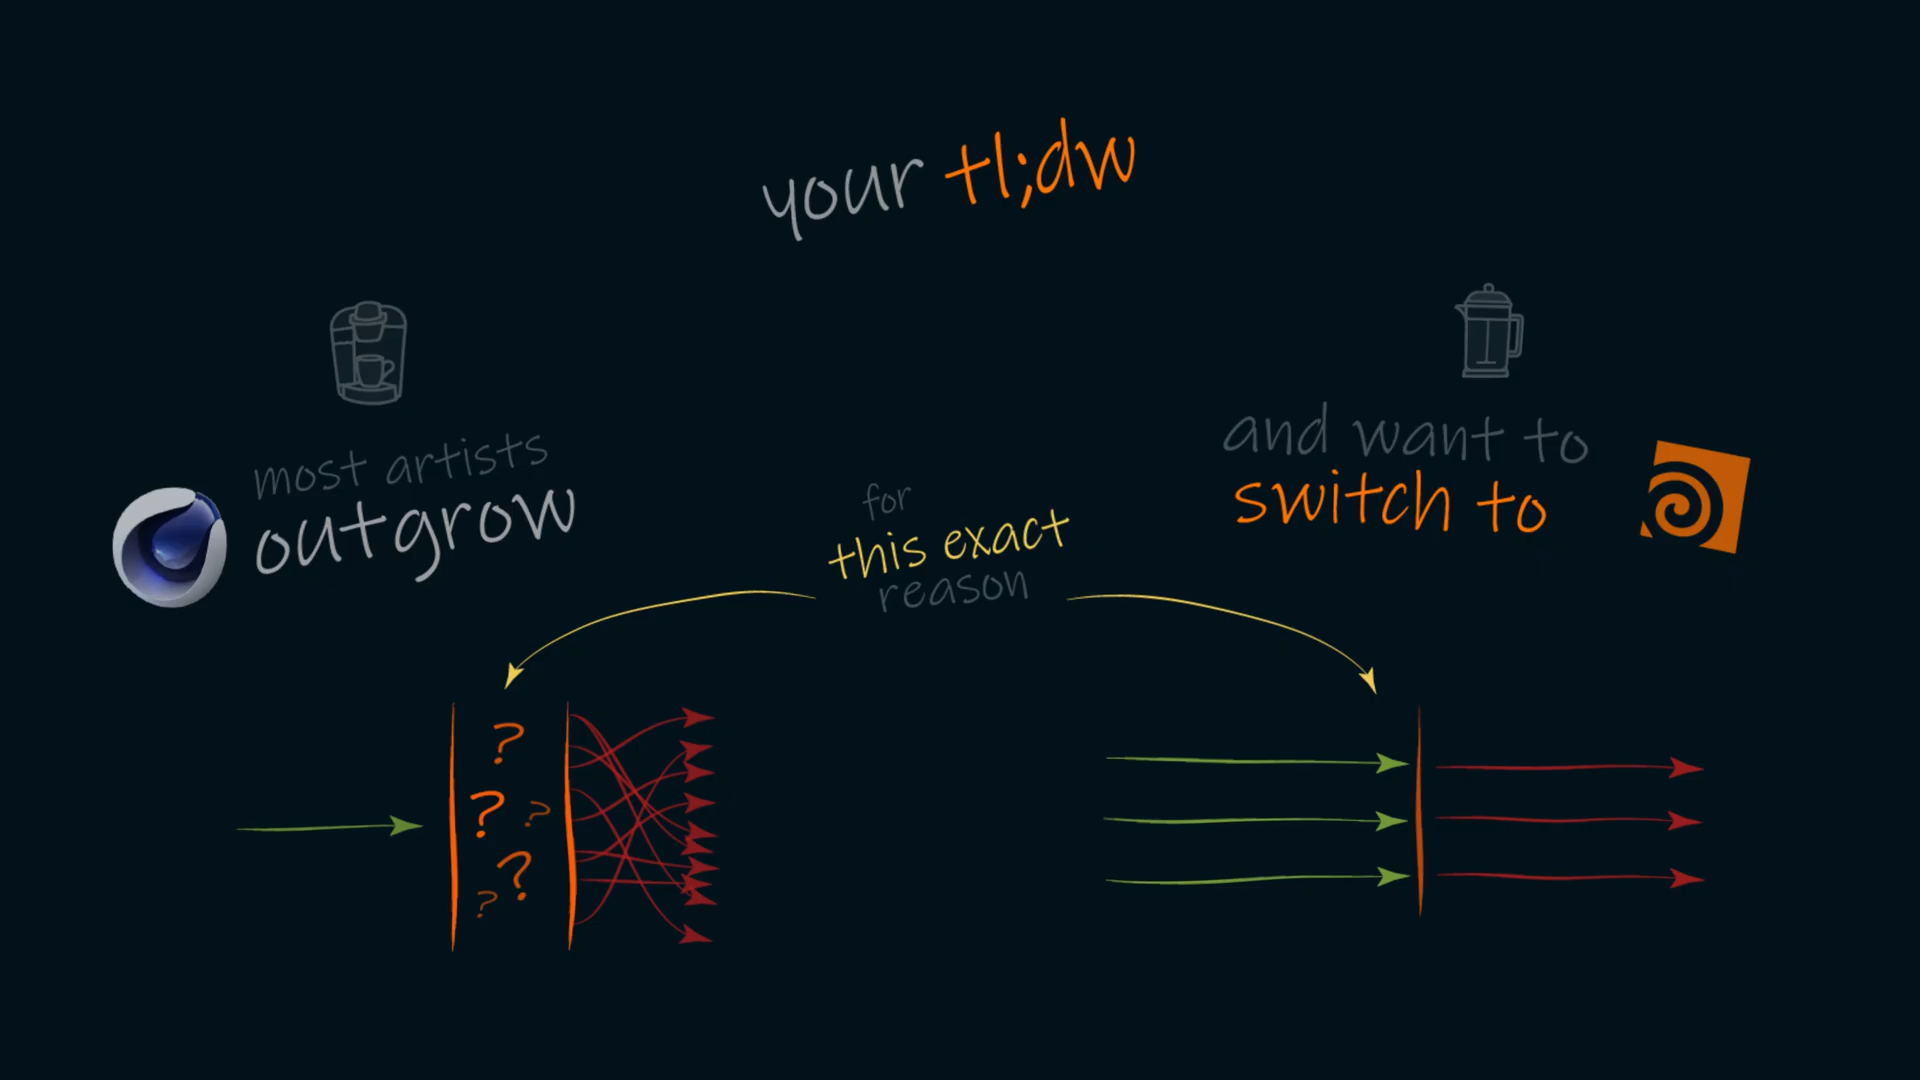 your tl;dw
most artists
outgrow
for
this exact
reason
and want to
switch to
?
? ?
?
?